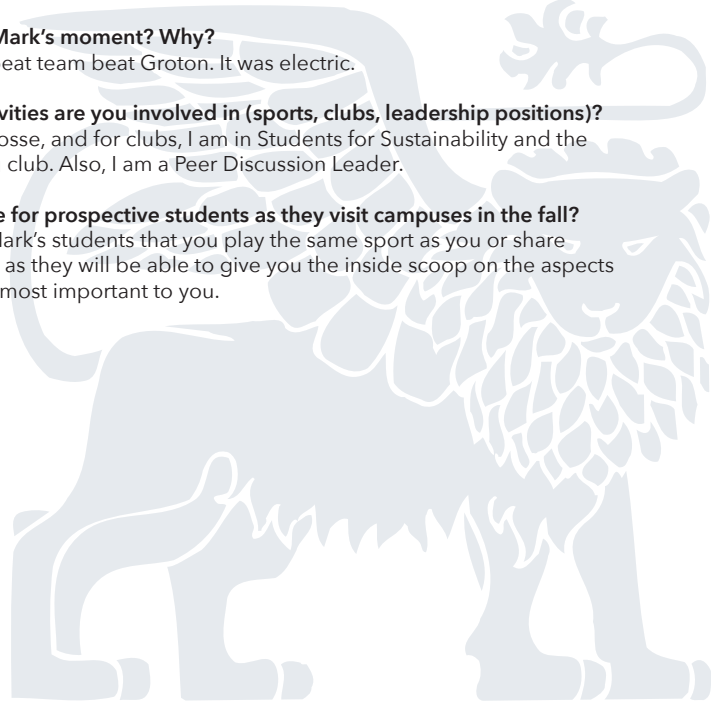 Mark’s moment? Why?
eat team beat Groton. It was electric.
vities are you involved in (sports, clubs, leadership positions)?
osse, and for clubs, I am in Students for Sustainability and the
club. Also, I am a Peer Discussion Leader.
e for prospective students as they visit campuses in the fall?
Mark’s students that you play the same sport as you or share
as they will be able to give you the inside scoop on the aspects
most important to you.